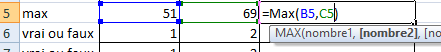 5 max 51 69 =Max(B5,C5)
6 vrai ou faux 1 2 MAX(nombre1, [nombre2], [no
7 vrai ou faux 1 2